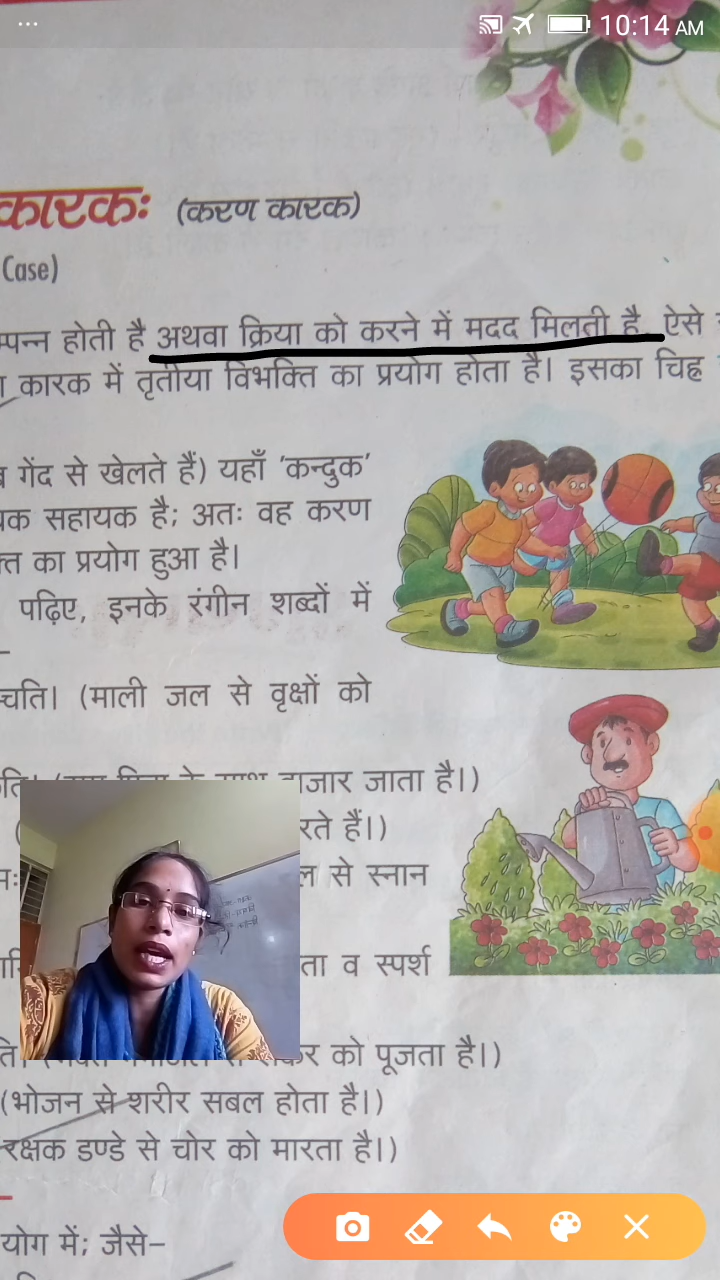 10:14 AM
कारकः (करण कारक)
Case)
म्पन्न होती है अथवा क्रिया को करने में मदद मिलती है, ऐसे
कारक में तृतीया विभक्ति का प्रयोग होता है। इसका चिह्न
गेंद से खेलते हैं) यहाँ 'कन्दुक'
धक सहायक है; अतः वह करण
का प्रयोग हुआ है।
पढ़िए, इनके रंगीन शब्दों में
ञ्चति। (माली जल से वृक्षों को
बाजार जाता है।)
रते हैं।)
से स्नान
ता व स्पर्श
को पूजता है।)
(भोजन से शरीर सबल होता है।)
रक्षक डण्डे से चोर को मारता है।)
योग में; जैसे–